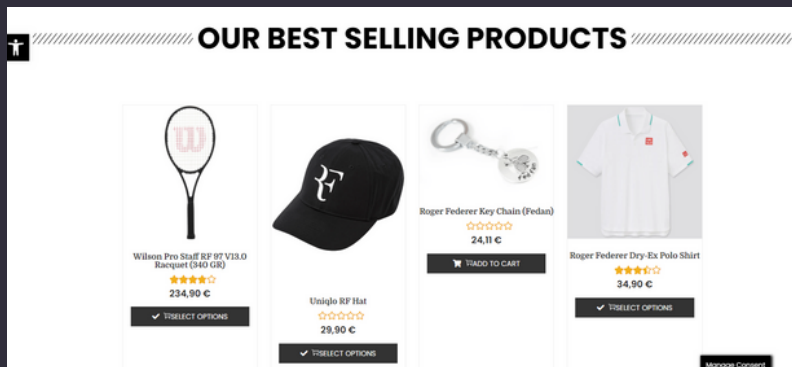 OUR BEST SELLING PRODUCTS
W
Wilson Pro Staff RF 97 V13.0
Racquet (340 GR)
234,90 €
SELECT OPTIONS
RF
Uniqlo RF Hat
29,90 €
SELECT OPTIONS
Roger Federer Key Chain (Fedan)
24,11 €
ADD TO CART
Roger Federer Dry-Ex Polo Shirt
34,90 €
SELECT OPTIONS
Manage Consent